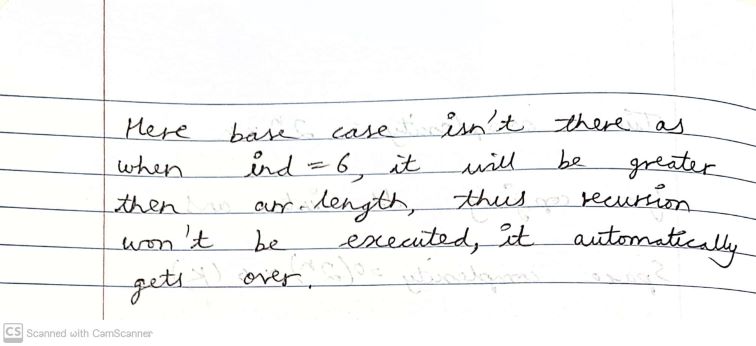 Here base case isn't there as
when ind = 6, it will be greater
then arr.length, thus recursion
won't be executed, it automatically
gets over.
CS Scanned with CamScanner